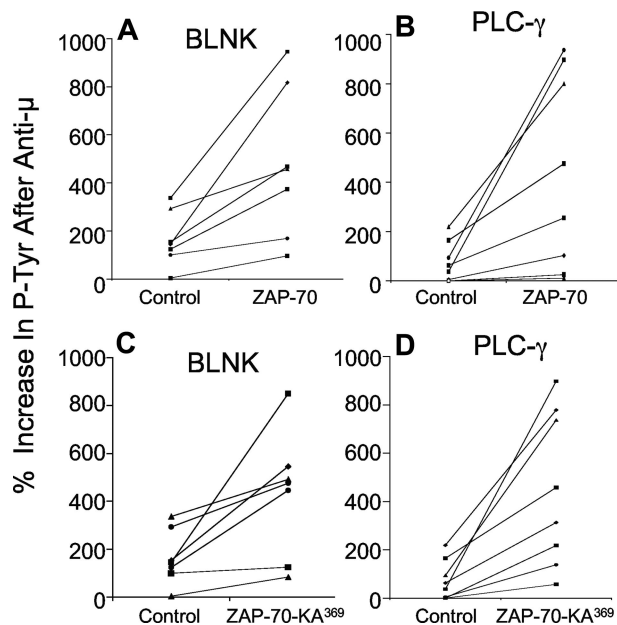 % Increase In P-Tyr After Anti-μ
A
BLNK
1000
800
600
400
200
0
Control
ZAP-70
B
PLC-γ
1000
800
600
400
200
0
Control
ZAP-70
C
BLNK
1000
800
600
400
200
0
Control
ZAP-70-KA³⁶⁹
D
PLC-γ
1000
800
600
400
200
0
Control
ZAP-70-KA³⁶⁹